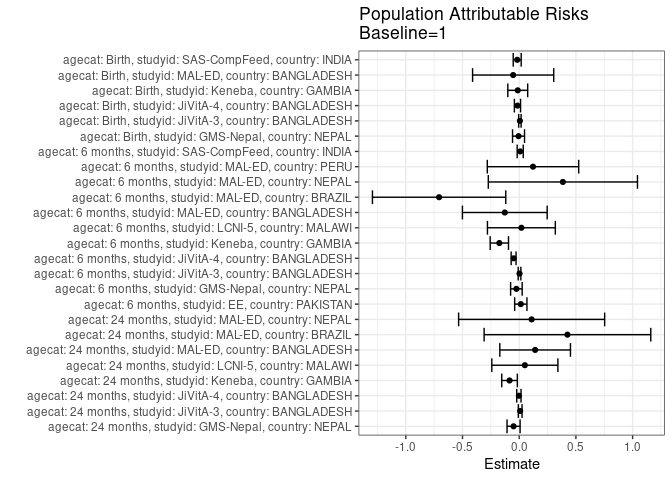 Population Attributable Risks
Baseline=1
agecat: Birth, studyid: SAS-CompFeed, country: INDIA
agecat: Birth, studyid: MAL-ED, country: BANGLADESH
agecat: Birth, studyid: Keneba, country: GAMBIA
agecat: Birth, studyid: JiVitA-4, country: BANGLADESH
agecat: Birth, studyid: JiVitA-3, country: BANGLADESH
agecat: Birth, studyid: GMS-Nepal, country: NEPAL
agecat: 6 months, studyid: SAS-CompFeed, country: INDIA
agecat: 6 months, studyid: MAL-ED, country: PERU
agecat: 6 months, studyid: MAL-ED, country: NEPAL
agecat: 6 months, studyid: MAL-ED, country: BRAZIL
agecat: 6 months, studyid: MAL-ED, country: BANGLADESH
agecat: 6 months, studyid: LCNI-5, country: MALAWI
agecat: 6 months, studyid: Keneba, country: GAMBIA
agecat: 6 months, studyid: JiVitA-4, country: BANGLADESH
agecat: 6 months, studyid: JiVitA-3, country: BANGLADESH
agecat: 6 months, studyid: GMS-Nepal, country: NEPAL
agecat: 6 months, studyid: EE, country: PAKISTAN
agecat: 24 months, studyid: MAL-ED, country: NEPAL
agecat: 24 months, studyid: MAL-ED, country: BRAZIL
agecat: 24 months, studyid: MAL-ED, country: BANGLADESH
agecat: 24 months, studyid: LCNI-5, country: MALAWI
agecat: 24 months, studyid: Keneba, country: GAMBIA
agecat: 24 months, studyid: JiVitA-4, country: BANGLADESH
agecat: 24 months, studyid: JiVitA-3, country: BANGLADESH
agecat: 24 months, studyid: GMS-Nepal, country: NEPAL
-1.0 -0.5 0.0 0.5 1.0
Estimate